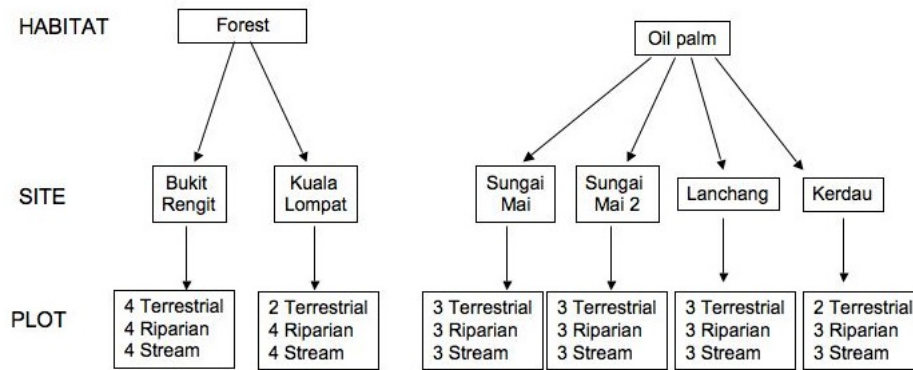 HABITAT
Forest
Oil palm
SITE
Bukit
Rengit
Kuala
Lompat
Sungai
Mai
Sungai
Mai 2
Lanchang
Kerdau
PLOT
4 Terrestrial
4 Riparian
4 Stream
2 Terrestrial
4 Riparian
4 Stream
3 Terrestrial
3 Riparian
3 Stream
3 Terrestrial
3 Riparian
3 Stream
3 Terrestrial
3 Riparian
3 Stream
2 Terrestrial
3 Riparian
3 Stream